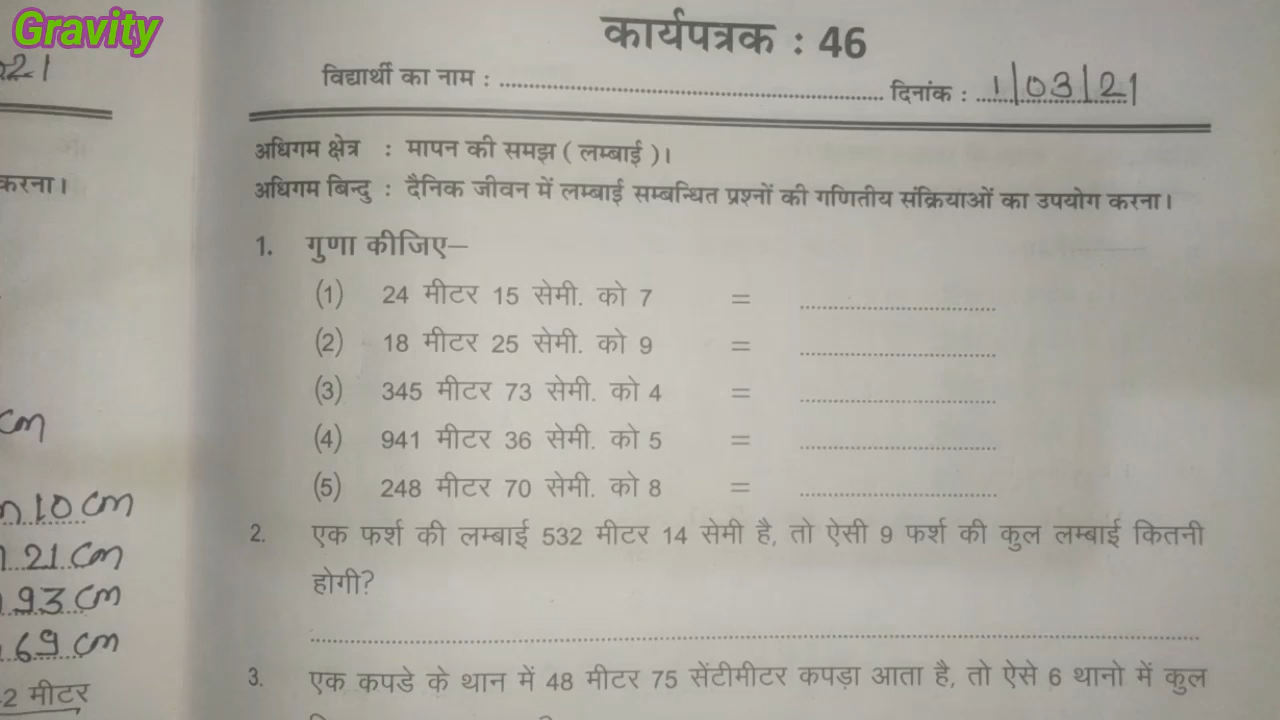 Gravity
कार्यपत्रक : 46
21
विद्यार्थी का नाम : ........................ दिनांक : 1/03/21
अधिगम क्षेत्र : मापन की समझ ( लम्बाई )।
करना।
अधिगम बिन्दु : दैनिक जीवन में लम्बाई सम्बन्धित प्रश्नों की गणितीय संक्रियाओं का उपयोग करना।
1. गुणा कीजिए–
(1) 24 मीटर 15 सेमी. को 7 = ........................
(2) 18 मीटर 25 सेमी. को 9 = ........................
(3) 345 मीटर 73 सेमी. को 4 = ........................
cm
(4) 941 मीटर 36 सेमी. को 5 = ........................
(5) 248 मीटर 70 सेमी. को 8 = ........................
10 cm
2. एक फर्श की लम्बाई 532 मीटर 14 सेमी है, तो ऐसी 9 फर्श की कुल लम्बाई कितनी
21 cm
होगी?
93 cm
69 cm
3. एक कपडे के थान में 48 मीटर 75 सेंटीमीटर कपड़ा आता है, तो ऐसे 6 थानो में कुल
2 मीटर